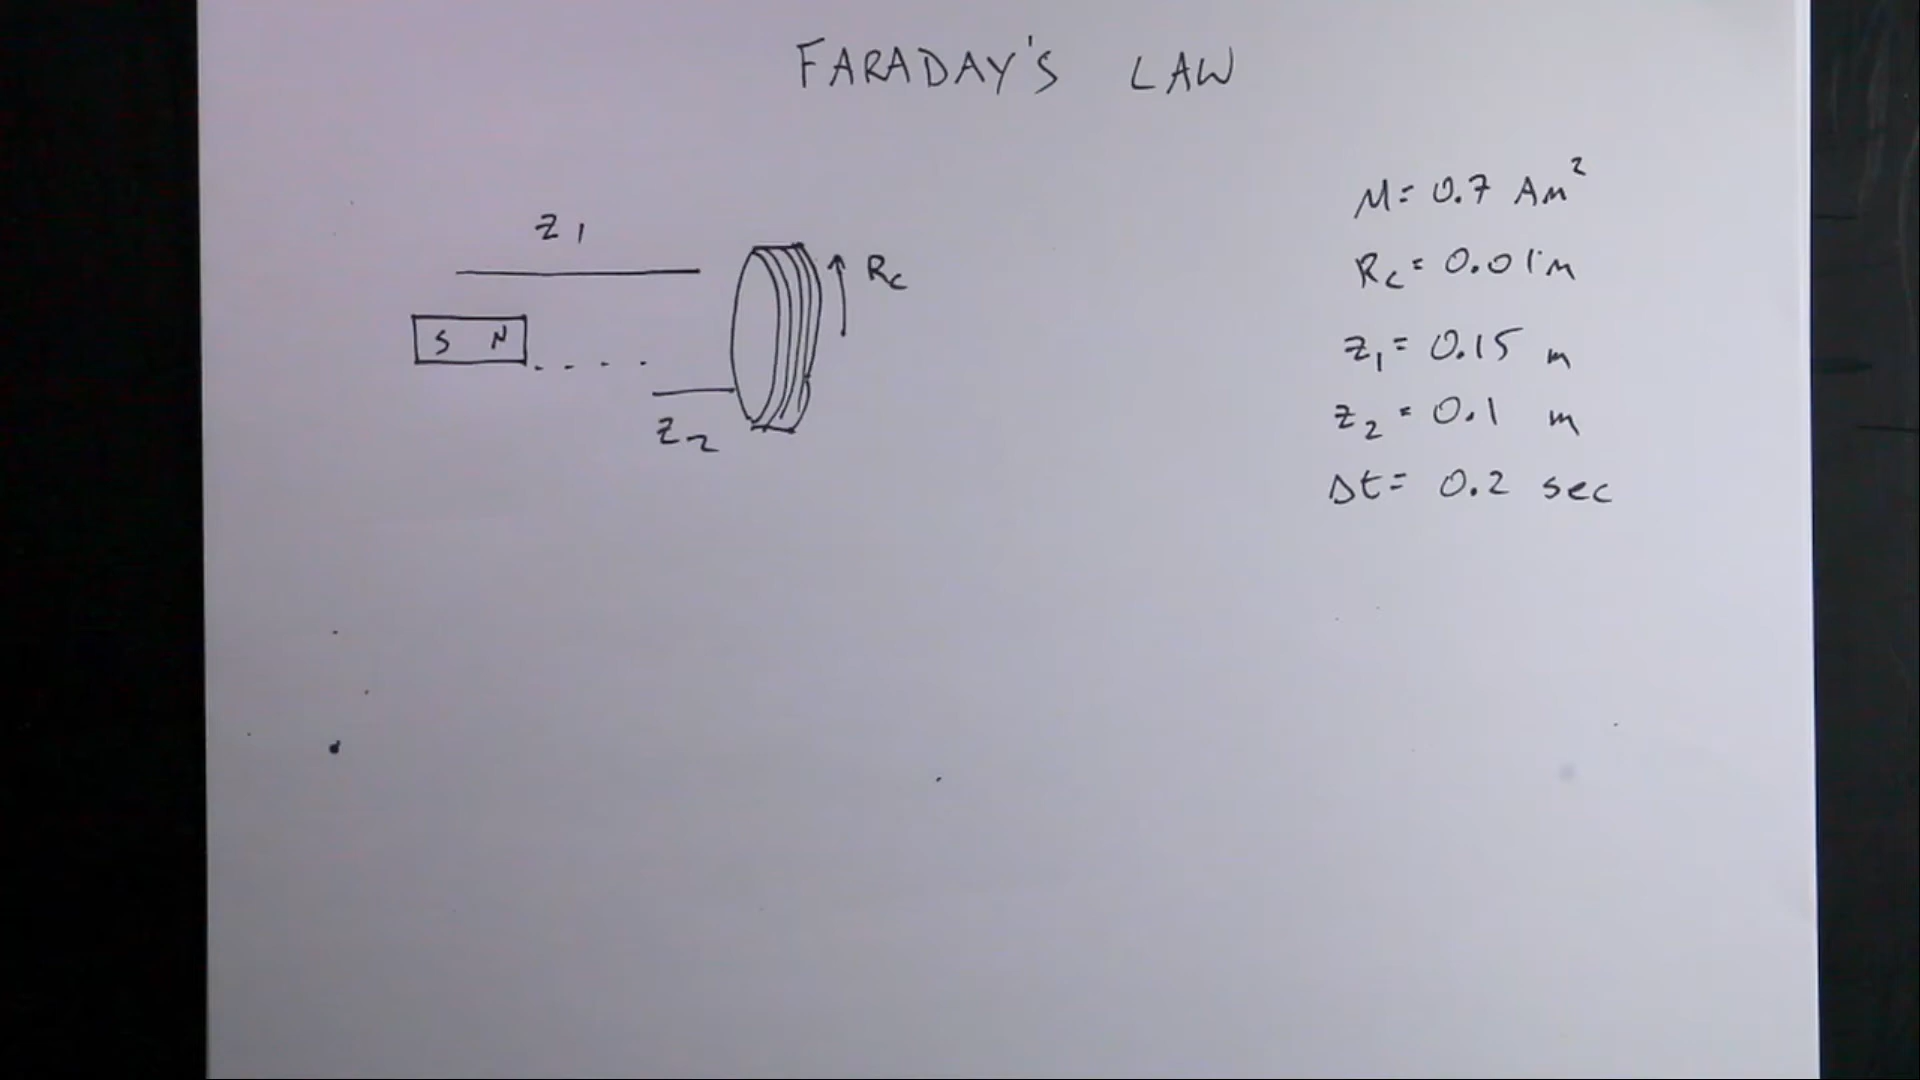 FARADAY'S LAW
z1
S N
z2
Rc
M = 0.7 Am²
Rc = 0.01 m
z1 = 0.15 m
z2 = 0.1 m
Δt = 0.2 sec